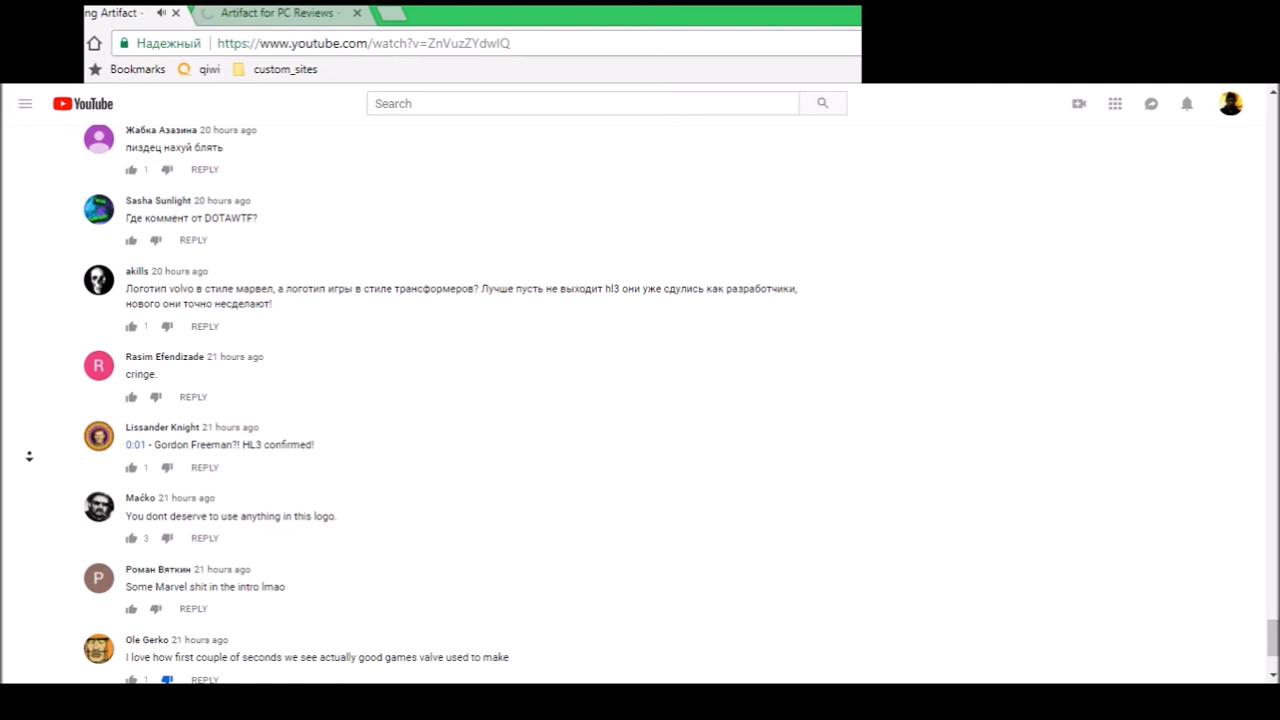 ng Artifact -
Artifact for PC Reviews -
Надежный
https://www.youtube.com/watch?v=ZnVuzZYdwIQ
Bookmarks
qiwi
custom_sites
YouTube
Search
Жабка Азазина 20 hours ago
пиздец нахуй блять
1 REPLY
Sasha Sunlight 20 hours ago
Где коммент от DOTAWTF?
REPLY
akills 20 hours ago
Логотип volvo в стиле марвел, а логотип игры в стиле трансформеров? Лучше пусть не выходит hl3 они уже сдулись как разработчики,
нового они точно несделают!
1 REPLY
R
Rasim Efendizade 21 hours ago
cringe.
REPLY
Lissander Knight 21 hours ago
0:01 - Gordon Freeman?! HL3 confirmed!
1 REPLY
Maćko 21 hours ago
You dont deserve to use anything in this logo.
3 REPLY
P
Роман Вяткин 21 hours ago
Some Marvel shit in the intro lmao
REPLY
Ole Gerko 21 hours ago
I love how first couple of seconds we see actually good games valve used to make
1 REPLY